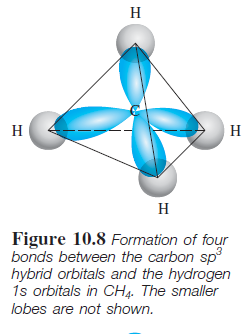 H
C
H
H
H
Figure 10.8 Formation of four
bonds between the carbon sp³
hybrid orbitals and the hydrogen
1s orbitals in CH₄. The smaller
lobes are not shown.